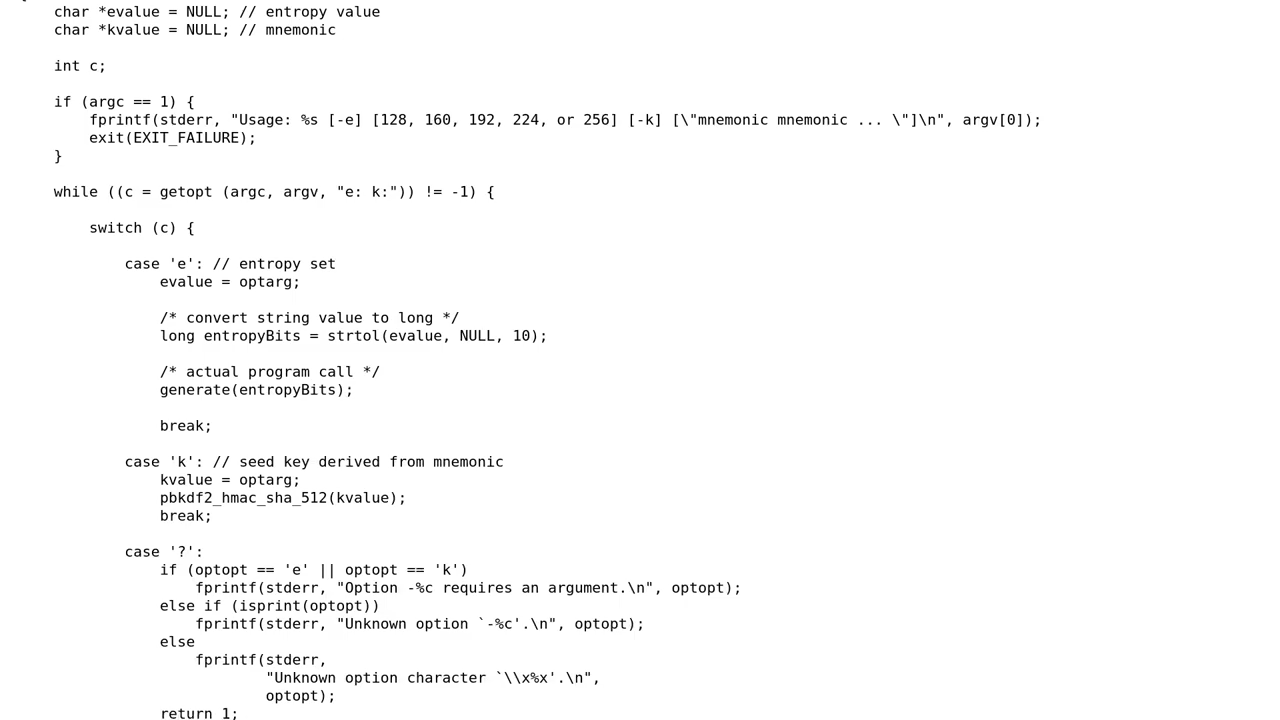 char *evalue = NULL; // entropy value
char *kvalue = NULL; // mnemonic
int c;
if (argc == 1) {
fprintf(stderr, "Usage: %s [-e] [128, 160, 192, 224, or 256] [-k] [\"mnemonic mnemonic ... \"]\n", argv[0]);
exit(EXIT_FAILURE);
}
while ((c = getopt (argc, argv, "e: k:")) != -1) {
switch (c) {
case 'e': // entropy set
evalue = optarg;
/* convert string value to long */
long entropyBits = strtol(evalue, NULL, 10);
/* actual program call */
generate(entropyBits);
break;
case 'k': // seed key derived from mnemonic
kvalue = optarg;
pbkdf2_hmac_sha_512(kvalue);
break;
case '?':
if (optopt == 'e' || optopt == 'k')
fprintf(stderr, "Option -%c requires an argument.\n", optopt);
else if (isprint(optopt))
fprintf(stderr, "Unknown option `-%c'.\n", optopt);
else
fprintf(stderr,
"Unknown option character `\\x%x'.\n",
optopt);
return 1;